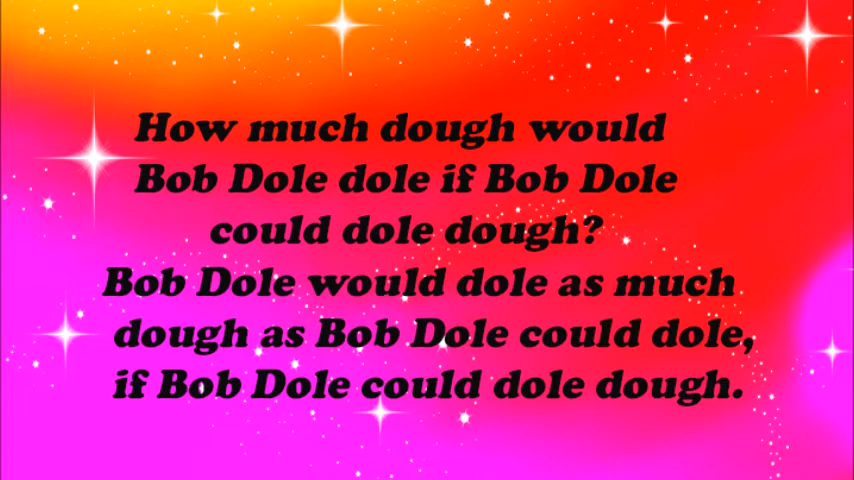 How much dough would
Bob Dole dole if Bob Dole
could dole dough?
Bob Dole would dole as much
dough as Bob Dole could dole,
if Bob Dole could dole dough.